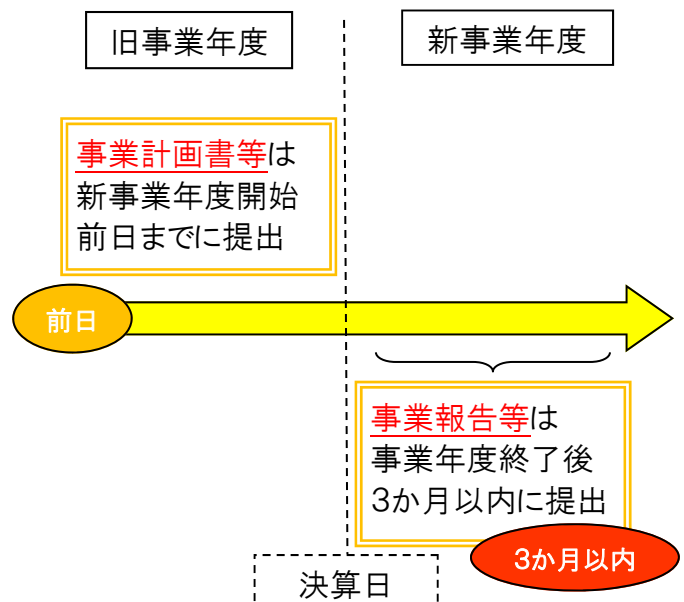 旧事業年度
新事業年度
事業計画書等は
新事業年度開始
前日までに提出
前日
事業報告等は
事業年度終了後
3か月以内に提出
3か月以内
決算日